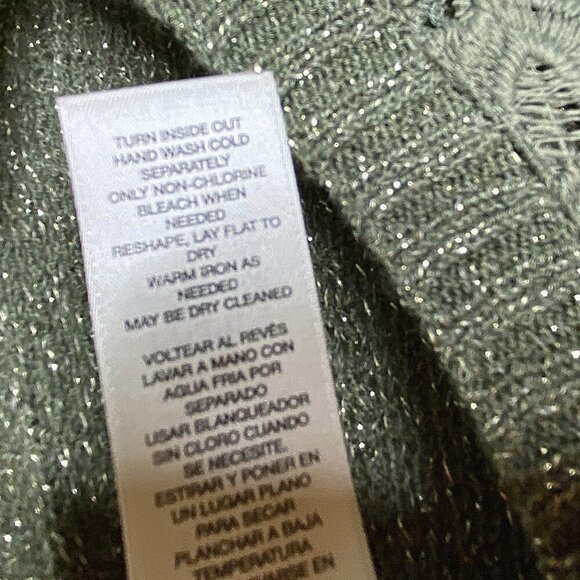 TURN INSIDE OUT
HAND WASH COLD
SEPARATELY
ONLY NON-CHLORINE
BLEACH WHEN
NEEDED
RESHAPE, LAY FLAT TO
DRY
WARM IRON AS
NEEDED
MAY BE DRY CLEANED
VOLTEAR AL REVÉS
LAVAR A MANO CON
AGUA FRIA POR
SEPARADO
USAR BLANQUEADOR
SIN CLORO CUANDO
SE NECESITE.
ESTIRAR Y PONER EN
UN LUGAR PLANO
PARA SECAR
PLANCHAR A BAJA
TEMPERATURA
EN